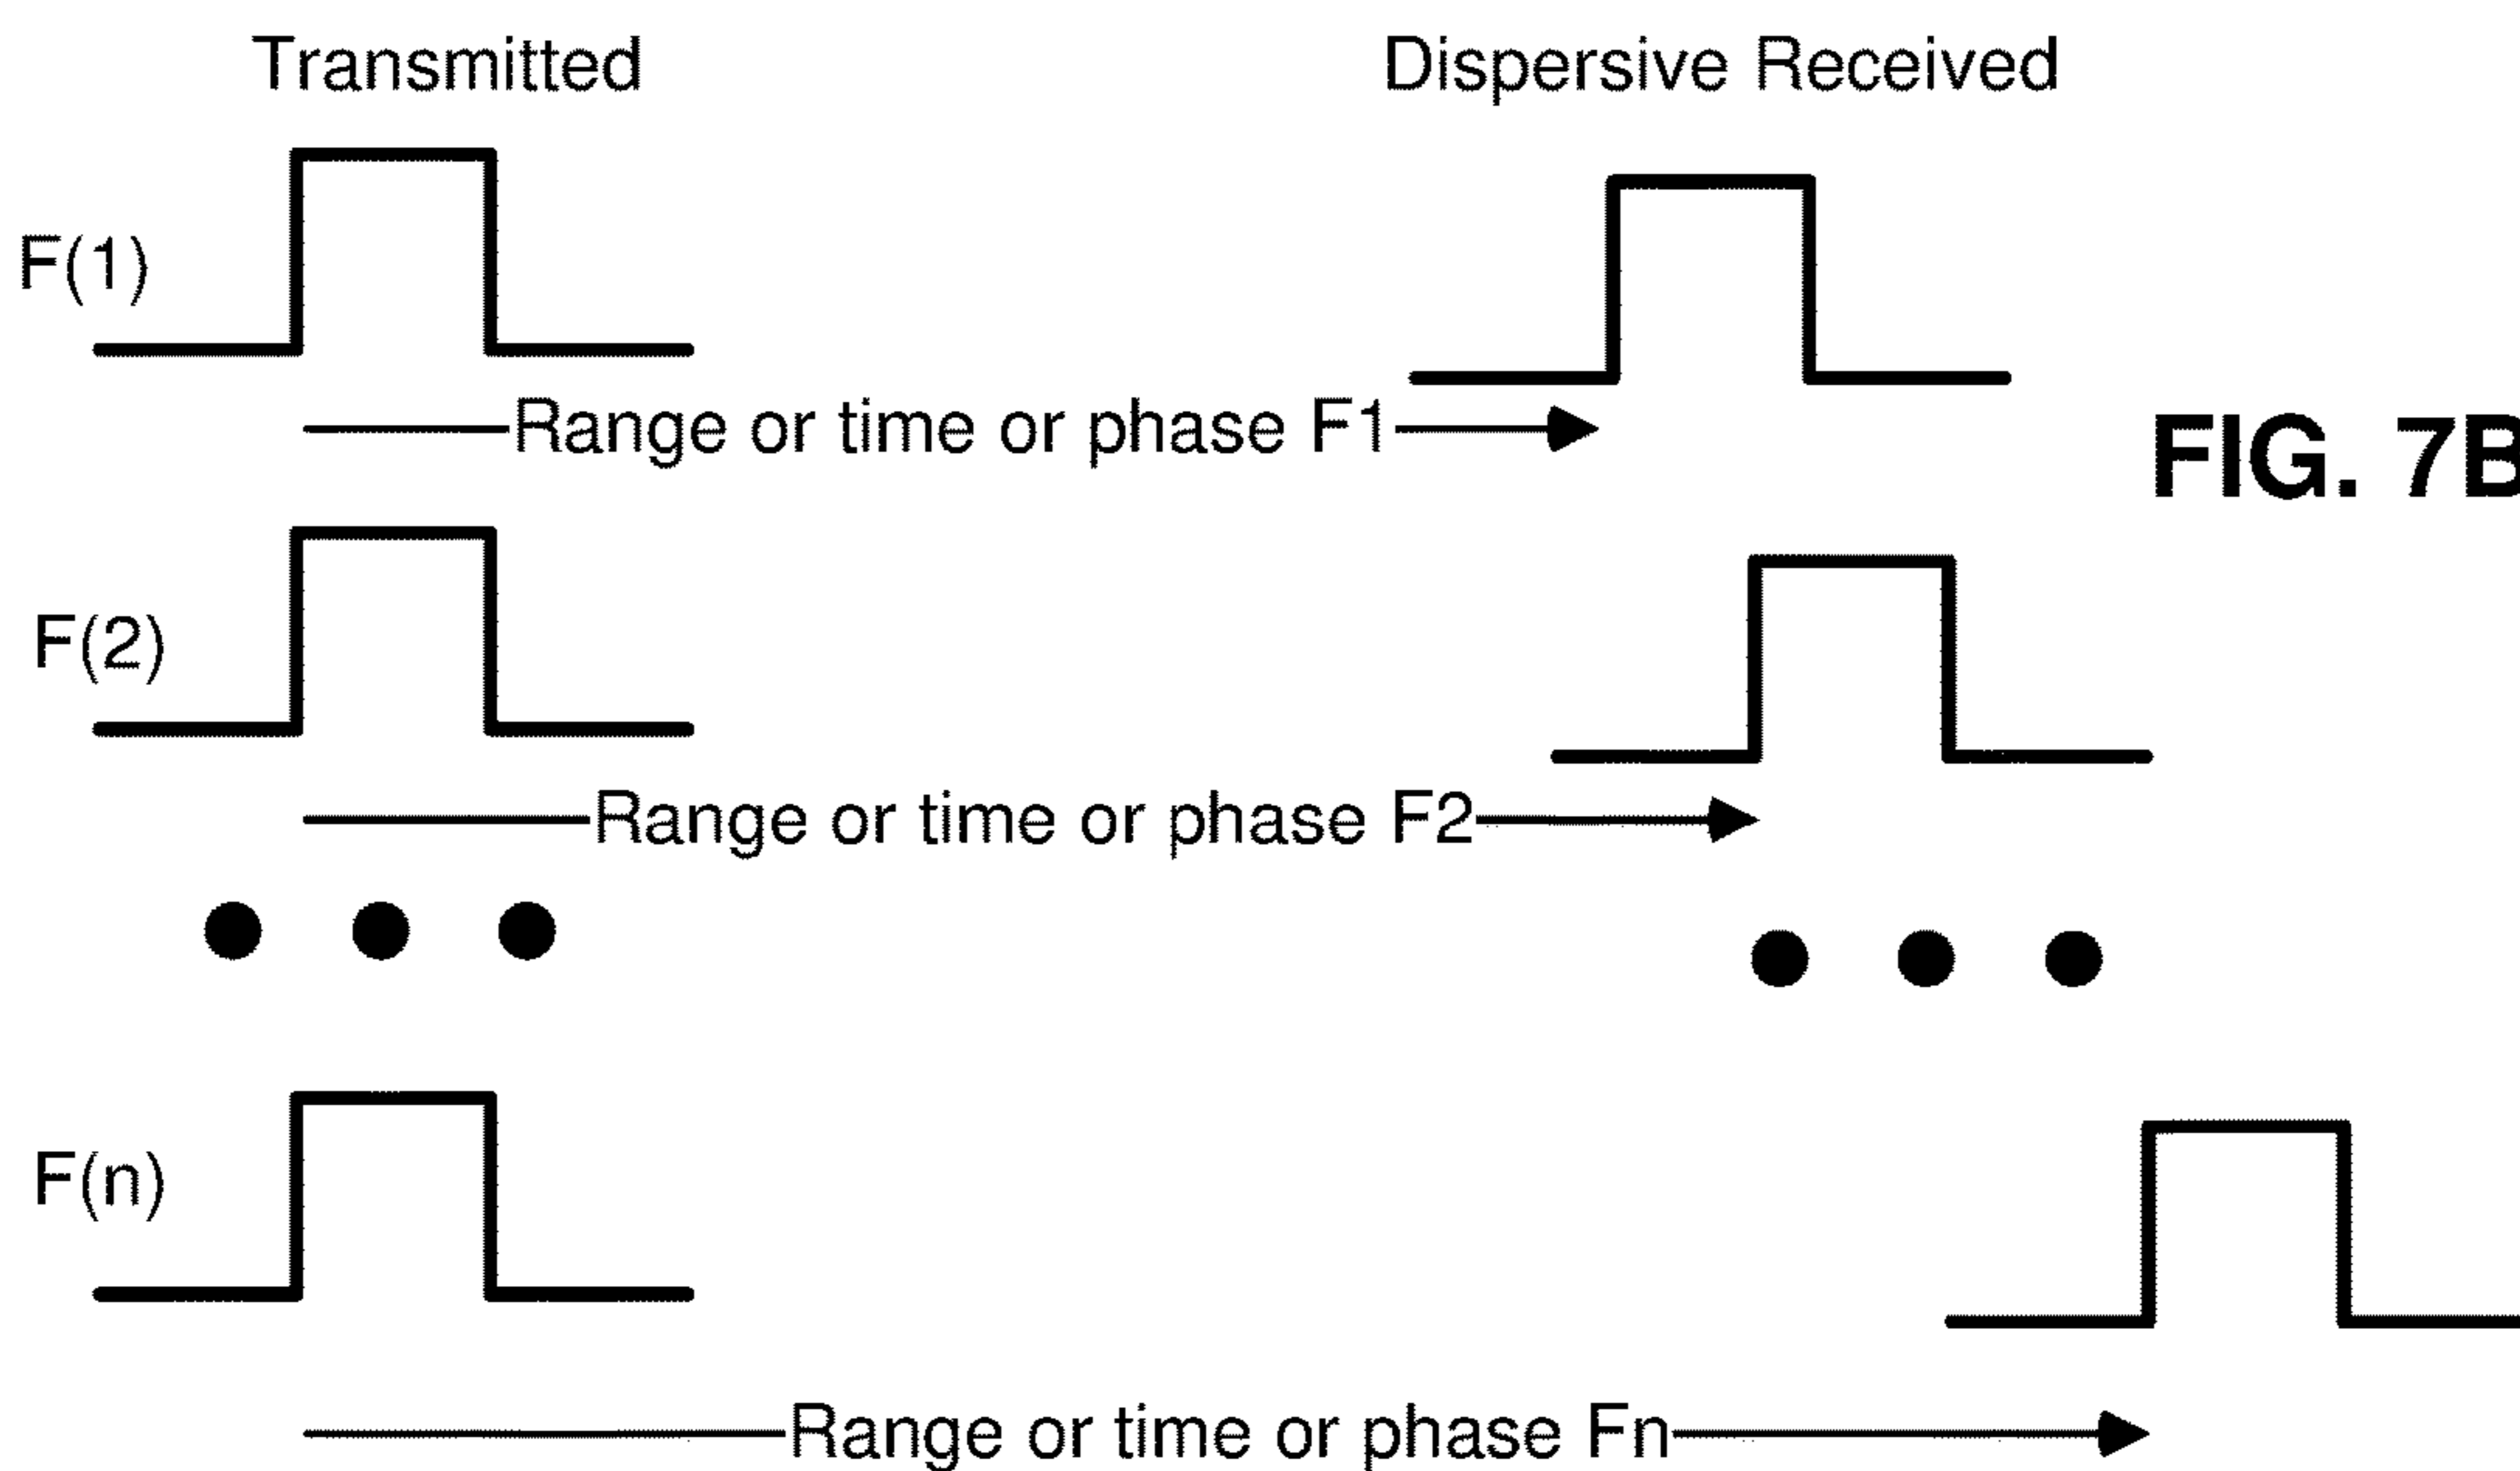 Transmitted
Dispersive Received
F(1)
Range or time or phase F1
FIG. 7B
F(2)
Range or time or phase F2
F(n)
Range or time or phase Fn